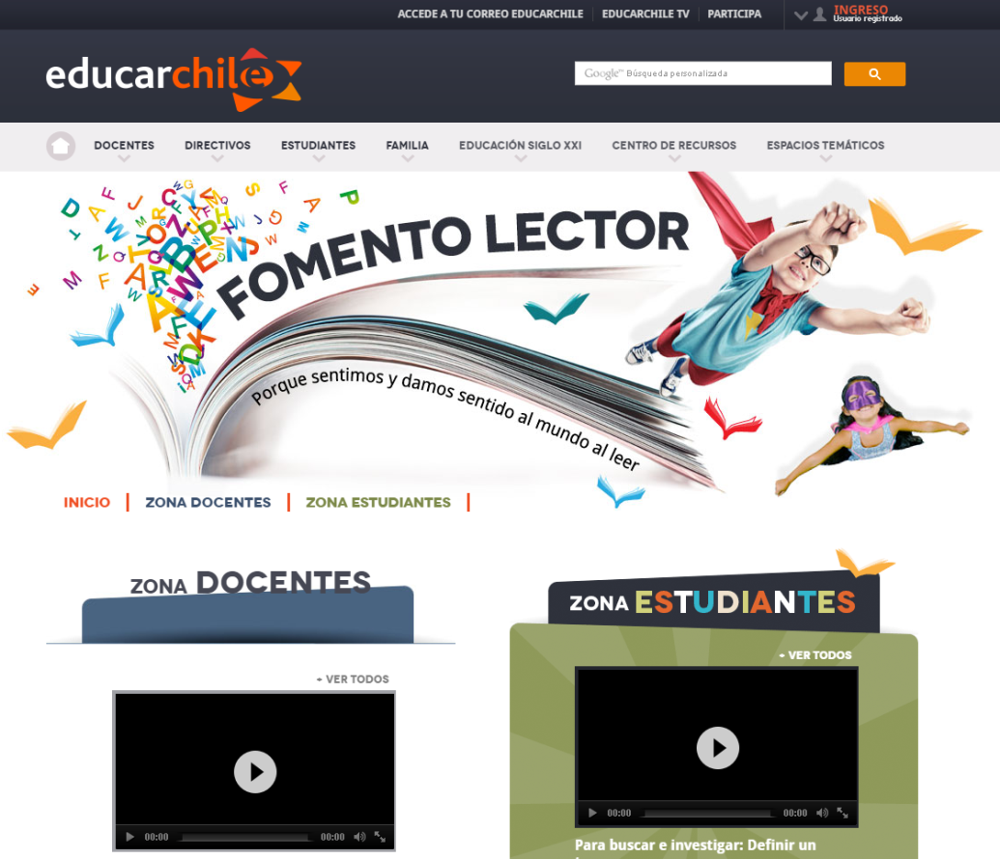 ACCEDE A TU CORREO EDUCARCHILE
EDUCARCHILE TV
PARTICIPA
INGRESO
Usuario registrado
educarchile
Google™ Búsqueda personalizada
DOCENTES
DIRECTIVOS
ESTUDIANTES
FAMILIA
EDUCACIÓN SIGLO XXI
CENTRO DE RECURSOS
ESPACIOS TEMÁTICOS
FOMENTO LECTOR
Porque sentimos y damos sentido al mundo al leer
INICIO
ZONA DOCENTES
ZONA ESTUDIANTES
ZONA DOCENTES
+ VER TODOS
00:00
00:00
ZONA ESTUDIANTES
+ VER TODOS
00:00
00:00
Para buscar e investigar: Definir un